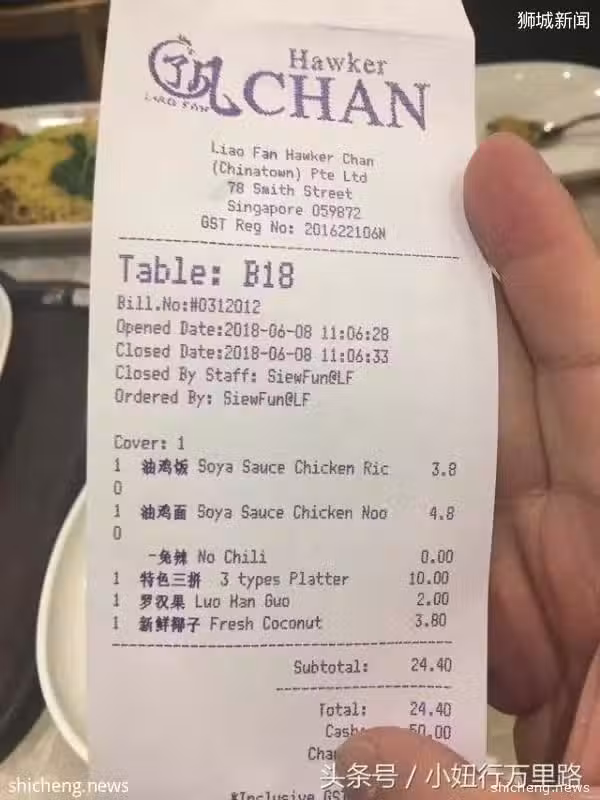 狮城新闻
了凡
LIAO FAN
Hawker
CHAN
Liao Fan Hawker Chan
(Chinatown) Pte Ltd
78 Smith Street
Singapore 059872
GST Reg No: 201622106N
Table: B18
Bill.No:#0312012
Opened Date:2018-06-08 11:06:28
Closed Date:2018-06-08 11:06:33
Closed By Staff: SiewFun@LF
Ordered By: SiewFun@LF
Cover: 1
1 油鸡饭 Soya Sauce Chicken Ric 3.8
0
1 油鸡面 Soya Sauce Chicken Noo 4.8
0
-免辣 No Chili 0.00
1 特色三拼 3 types Platter 10.00
1 罗汉果 Luo Han Guo 2.00
1 新鲜椰子 Fresh Coconut 3.80
Subtotal: 24.40
Total: 24.40
Cash 50.00
头条号 / 小妞行万里路
*Inclusive GST
shicheng.news
shicheng.news